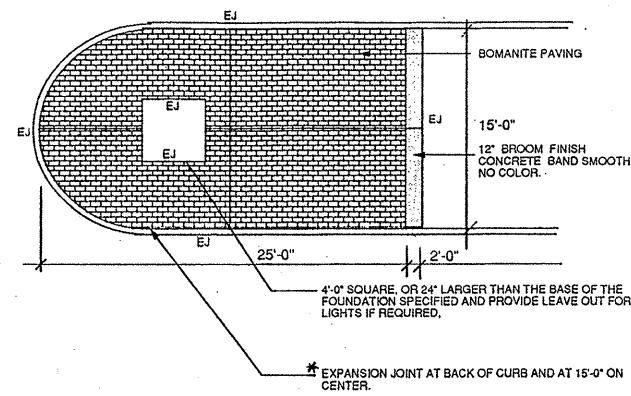 EJ
BOMANITE PAVING
EJ
EJ
EJ
15'-0"
12" BROOM FINISH
CONCRETE BAND SMOOTH
NO COLOR.
EJ
EJ
25'-0"
2'-0"
4'-0" SQUARE, OR 24" LARGER THAN THE BASE OF THE
FOUNDATION SPECIFIED AND PROVIDE LEAVE OUT FOR
LIGHTS IF REQUIRED,
* EXPANSION JOINT AT BACK OF CURB AND AT 15'-0" ON
CENTER.